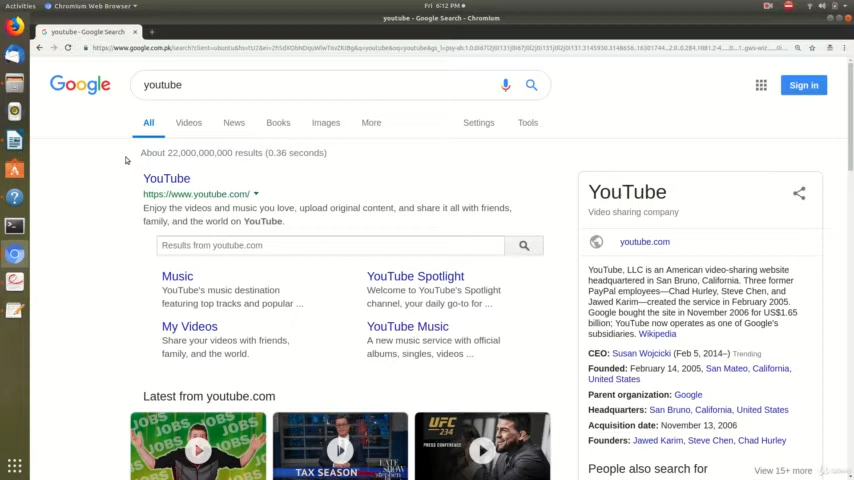 Activities
Chromium Web Browser
Fri 6:12 PM
youtube - Google Search - Chromium
youtube - Google Search
Google
youtube
Sign in
All
Videos
News
Books
Images
More
Settings
Tools
About 22,000,000,000 results (0.36 seconds)
YouTube
https://www.youtube.com/
Enjoy the videos and music you love, upload original content, and share it all with friends,
family, and the world on YouTube.
Results from youtube.com
Music
YouTube's music destination
featuring top tracks and popular ...
YouTube Spotlight
Welcome to YouTube's Spotlight
channel, your daily go-to for ...
My Videos
Share your videos with friends,
family, and the world.
YouTube Music
A new music service with official
albums, singles, videos ...
Latest from youtube.com
JOBS
JOBS
JOBS
TAX SEASON
LATE SHOW
UFC
234
PRESS CONFERENCE
YouTube
Video sharing company
youtube.com
YouTube, LLC is an American video-sharing website
headquartered in San Bruno, California. Three former
PayPal employees—Chad Hurley, Steve Chen, and
Jawed Karim—created the service in February 2005.
Google bought the site in November 2006 for US$1.65
billion; YouTube now operates as one of Google's
subsidiaries. Wikipedia
CEO: Susan Wojcicki (Feb 5, 2014–) Trending
Founded: February 14, 2005, San Mateo, California,
United States
Parent organization: Google
Headquarters: San Bruno, California, United States
Acquisition date: November 13, 2006
Founders: Jawed Karim, Steve Chen, Chad Hurley
People also search for
View 15+ more